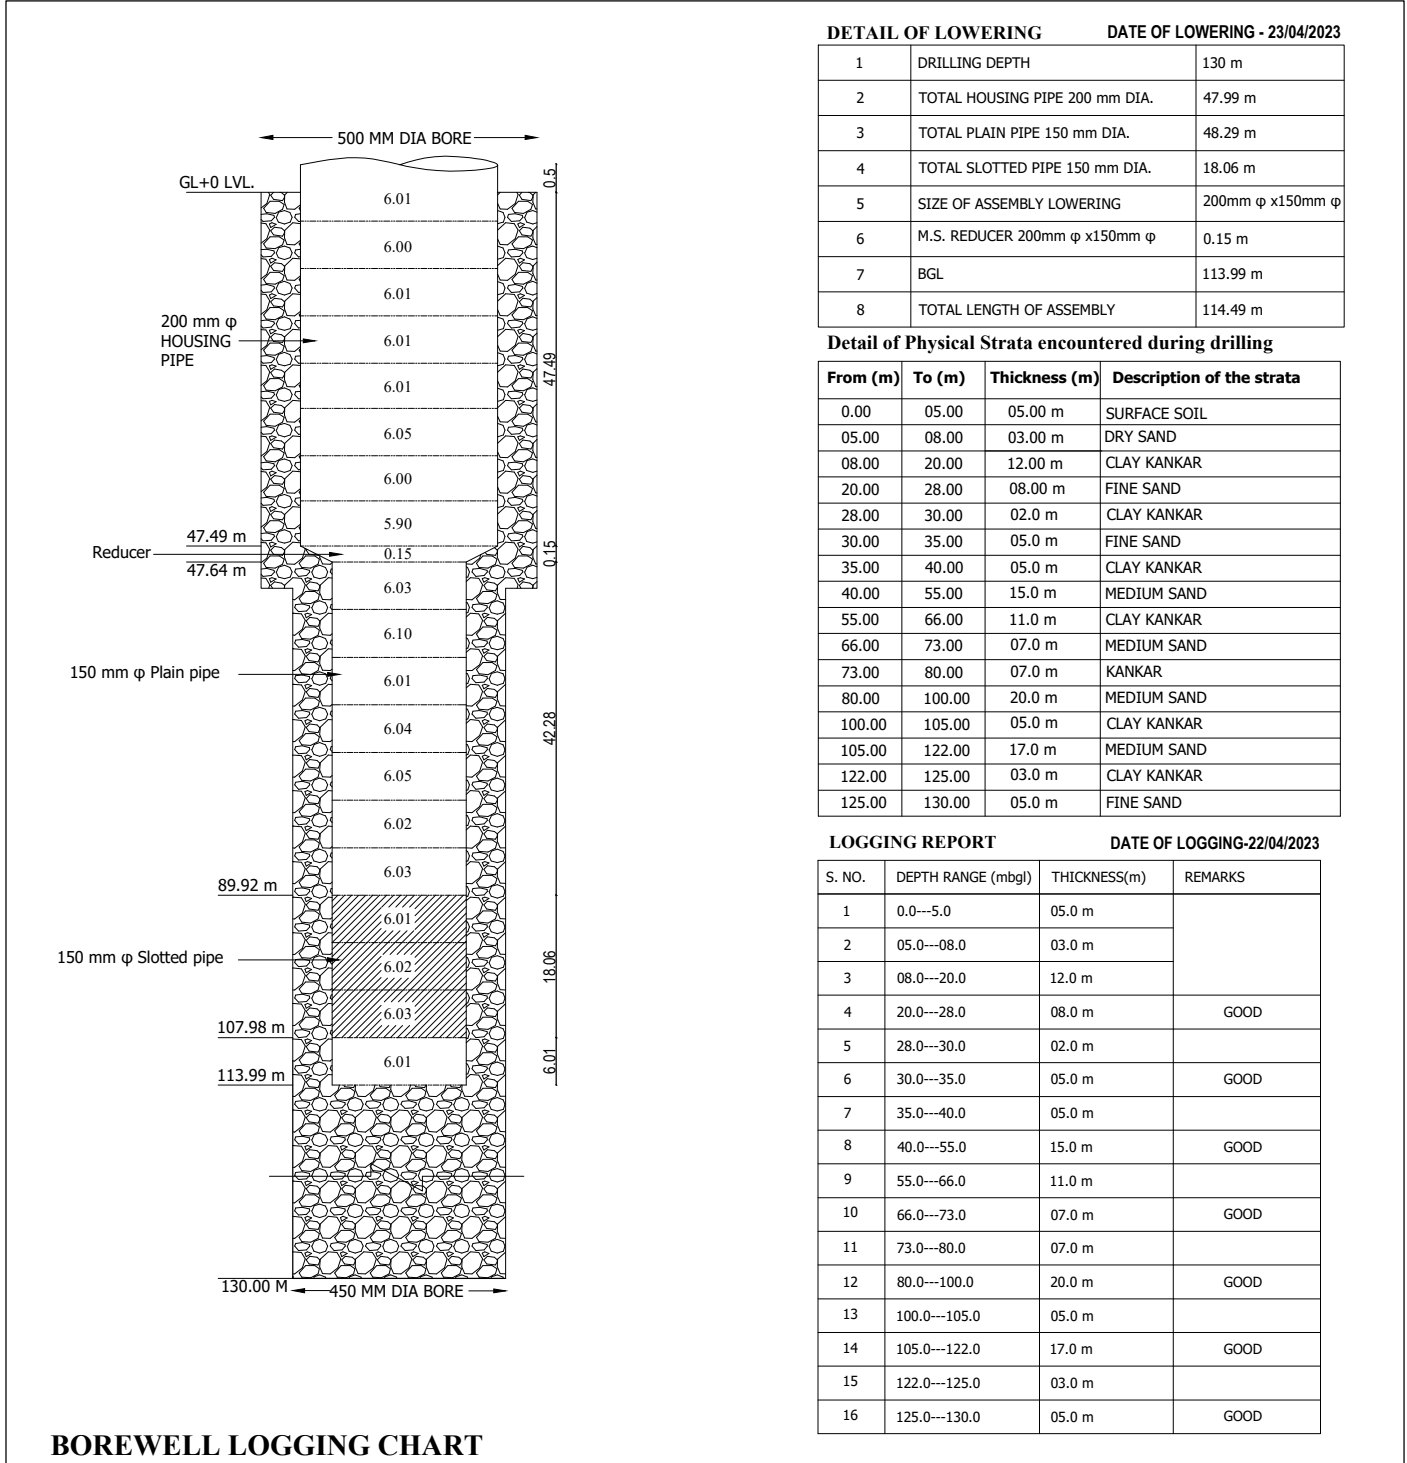 500 MM DIA BORE
GL+0 LVL.
0.5
6.01
6.00
6.01
200 mm φ
HOUSING
PIPE
6.01
47.49
6.01
6.05
6.00
5.90
47.49 m
Reducer
0.15
0.15
47.64 m
6.03
6.10
150 mm φ Plain pipe
6.01
6.04
42.28
6.05
6.02
6.03
89.92 m
6.01
150 mm φ Slotted pipe
6.02
18.06
6.03
107.98 m
6.01
6.01
113.99 m
130.00 M
450 MM DIA BORE
BOREWELL LOGGING CHART
DETAIL OF LOWERING DATE OF LOWERING - 23/04/2023
1 DRILLING DEPTH 130 m
2 TOTAL HOUSING PIPE 200 mm DIA. 47.99 m
3 TOTAL PLAIN PIPE 150 mm DIA. 48.29 m
4 TOTAL SLOTTED PIPE 150 mm DIA. 18.06 m
5 SIZE OF ASSEMBLY LOWERING 200mm φ x150mm φ
6 M.S. REDUCER 200mm φ x150mm φ 0.15 m
7 BGL 113.99 m
8 TOTAL LENGTH OF ASSEMBLY 114.49 m
Detail of Physical Strata encountered during drilling
From (m) To (m) Thickness (m) Description of the strata
0.00 05.00 05.00 m SURFACE SOIL
05.00 08.00 03.00 m DRY SAND
08.00 20.00 12.00 m CLAY KANKAR
20.00 28.00 08.00 m FINE SAND
28.00 30.00 02.0 m CLAY KANKAR
30.00 35.00 05.0 m FINE SAND
35.00 40.00 05.0 m CLAY KANKAR
40.00 55.00 15.0 m MEDIUM SAND
55.00 66.00 11.0 m CLAY KANKAR
66.00 73.00 07.0 m MEDIUM SAND
73.00 80.00 07.0 m KANKAR
80.00 100.00 20.0 m MEDIUM SAND
100.00 105.00 05.0 m CLAY KANKAR
105.00 122.00 17.0 m MEDIUM SAND
122.00 125.00 03.0 m CLAY KANKAR
125.00 130.00 05.0 m FINE SAND
LOGGING REPORT DATE OF LOGGING-22/04/2023
S. NO. DEPTH RANGE (mbgl) THICKNESS(m) REMARKS
1 0.0---5.0 05.0 m
2 05.0---08.0 03.0 m
3 08.0---20.0 12.0 m
4 20.0---28.0 08.0 m GOOD
5 28.0---30.0 02.0 m
6 30.0---35.0 05.0 m GOOD
7 35.0---40.0 05.0 m
8 40.0---55.0 15.0 m GOOD
9 55.0---66.0 11.0 m
10 66.0---73.0 07.0 m GOOD
11 73.0---80.0 07.0 m
12 80.0---100.0 20.0 m GOOD
13 100.0---105.0 05.0 m
14 105.0---122.0 17.0 m GOOD
15 122.0---125.0 03.0 m
16 125.0---130.0 05.0 m GOOD